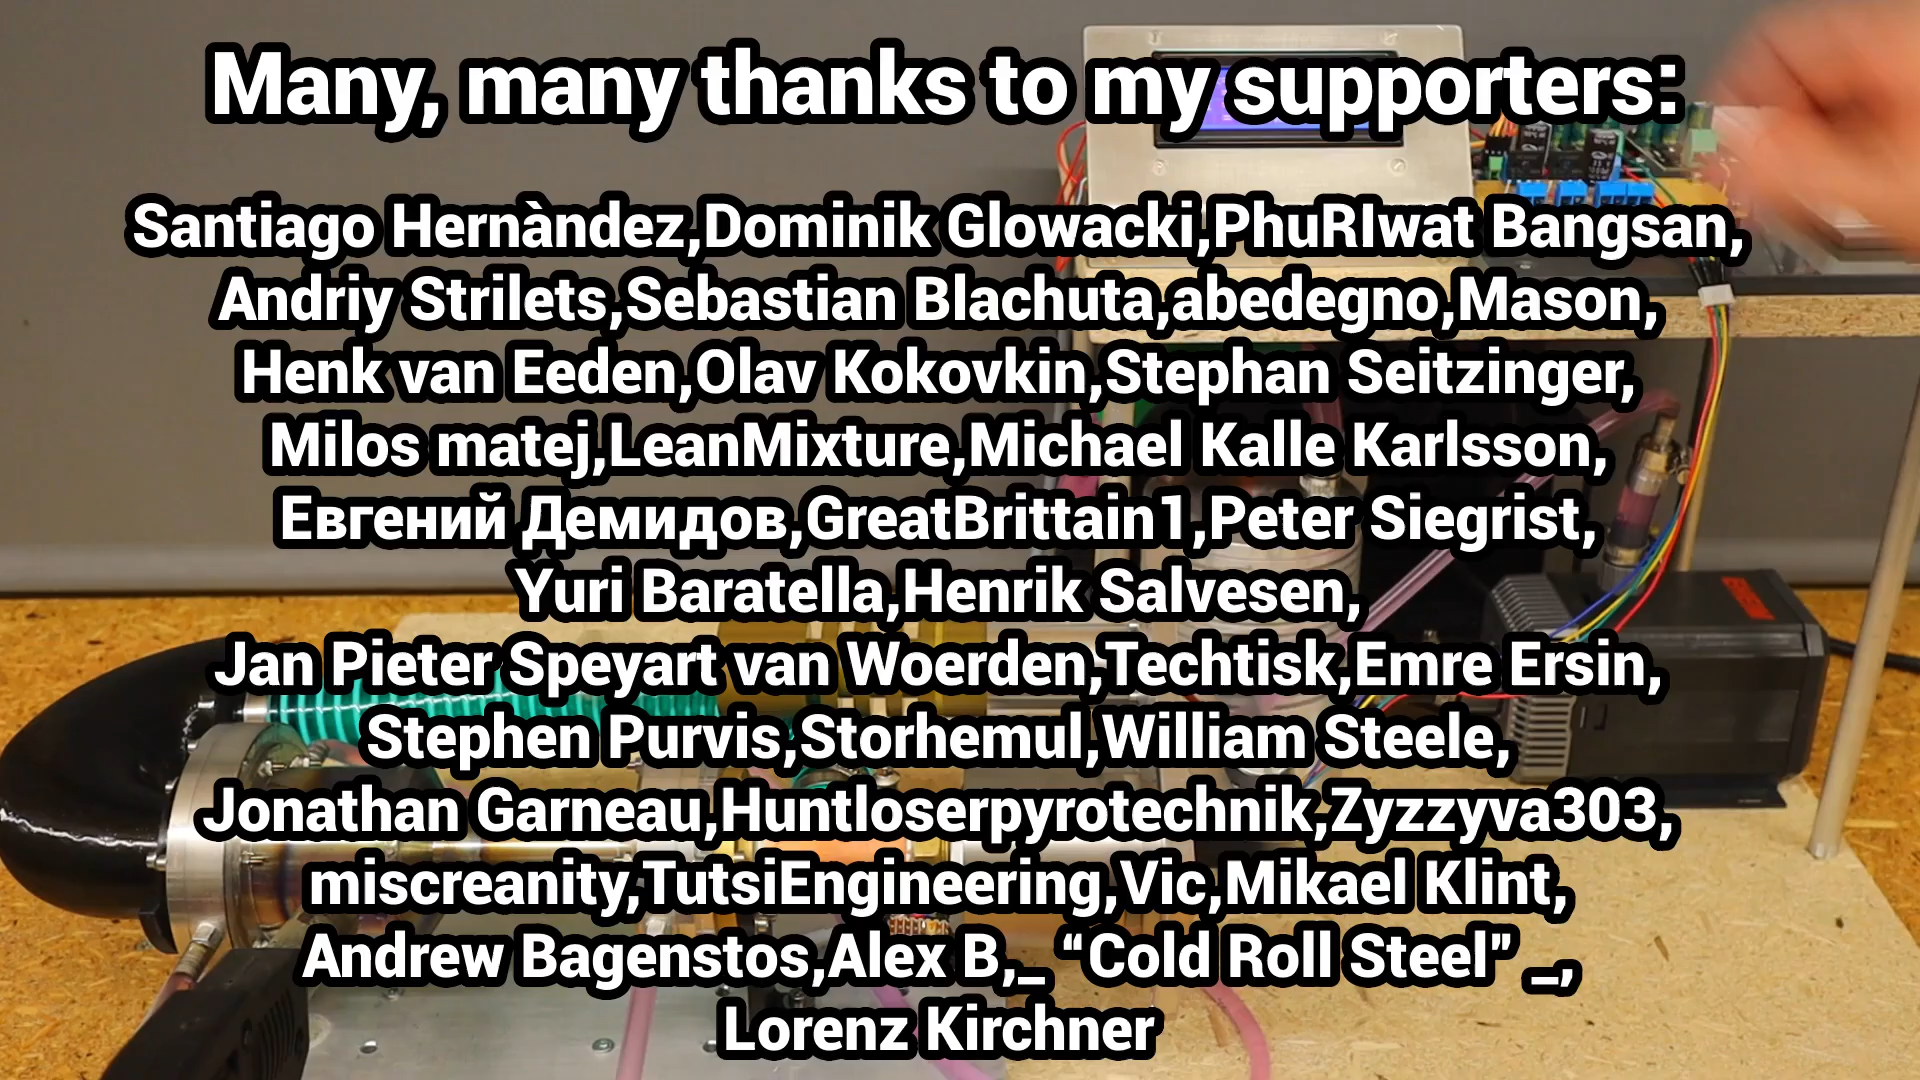 Many, many thanks to my supporters:
Santiago Hernàndez,Dominik Glowacki,PhuRIwat Bangsan,
Andriy Strilets,Sebastian Blachuta,abedegno,Mason,
Henk van Eeden,Olav Kokovkin,Stephan Seitzinger,
Milos matej,LeanMixture,Michael Kalle Karlsson,
Евгений Демидов,GreatBrittain1,Peter Siegrist,
Yuri Baratella,Henrik Salvesen,
Jan Pieter Speyart van Woerden,Techtisk,Emre Ersin,
Stephen Purvis,Storhemul,William Steele,
Jonathan Garneau,Huntloserpyrotechnik,Zyzzyva303,
miscreanity,TutsiEngineering,Vic,Mikael Klint,
Andrew Bagenstos,Alex B,_ “Cold Roll Steel” _,
Lorenz Kirchner